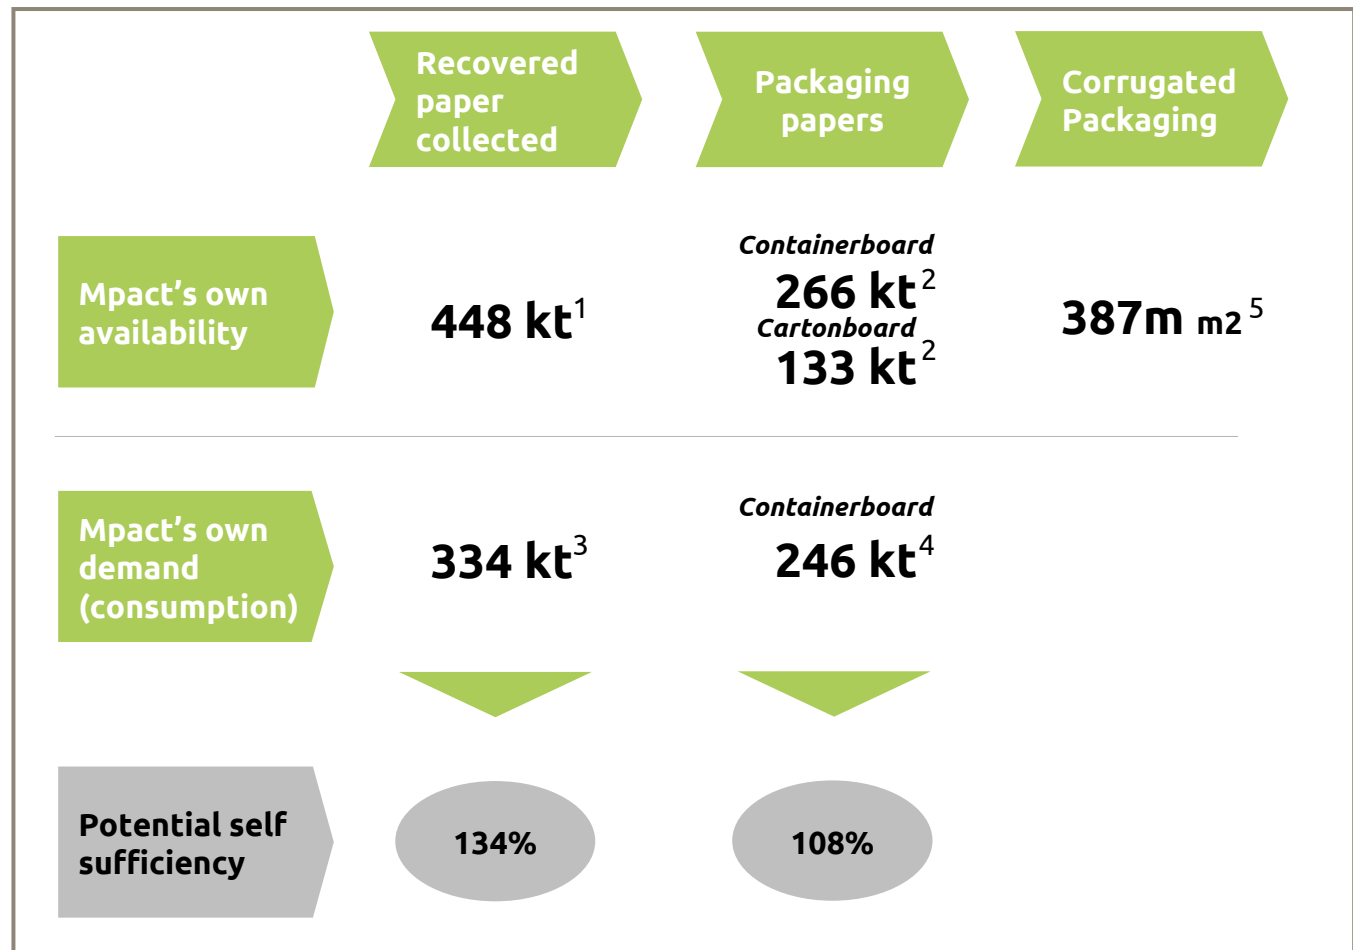 Recovered
paper
collected
Packaging
papers
Corrugated
Packaging
Mpact's own
availability
448 kt1
Containerboard
266 kt2
Cartonboard
133 kt2
387m m2 5
Mpact's own
demand
(consumption)
334 kt3
Containerboard
246 kt4
Potential self
sufficiency
134%
108%